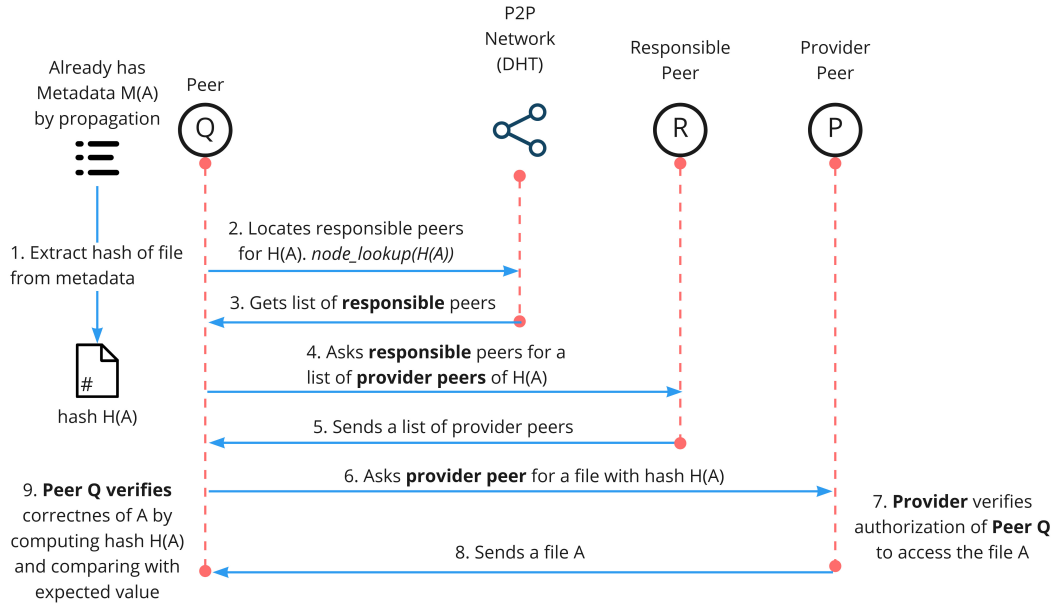 P2P
Network
(DHT)
Responsible
Peer
Provider
Peer
Already has
Metadata M(A)
by propagation
Peer
Q
R
P
1. Extract hash of file
from metadata
2. Locates responsible peers
for H(A). node_lookup(H(A))
3. Gets list of responsible peers
4. Asks responsible peers for a
list of provider peers of H(A)
#
hash H(A)
5. Sends a list of provider peers
6. Asks provider peer for a file with hash H(A)
7. Provider verifies
authorization of Peer Q
to access the file A
8. Sends a file A
9. Peer Q verifies
correctnes of A by
computing hash H(A)
and comparing with
expected value